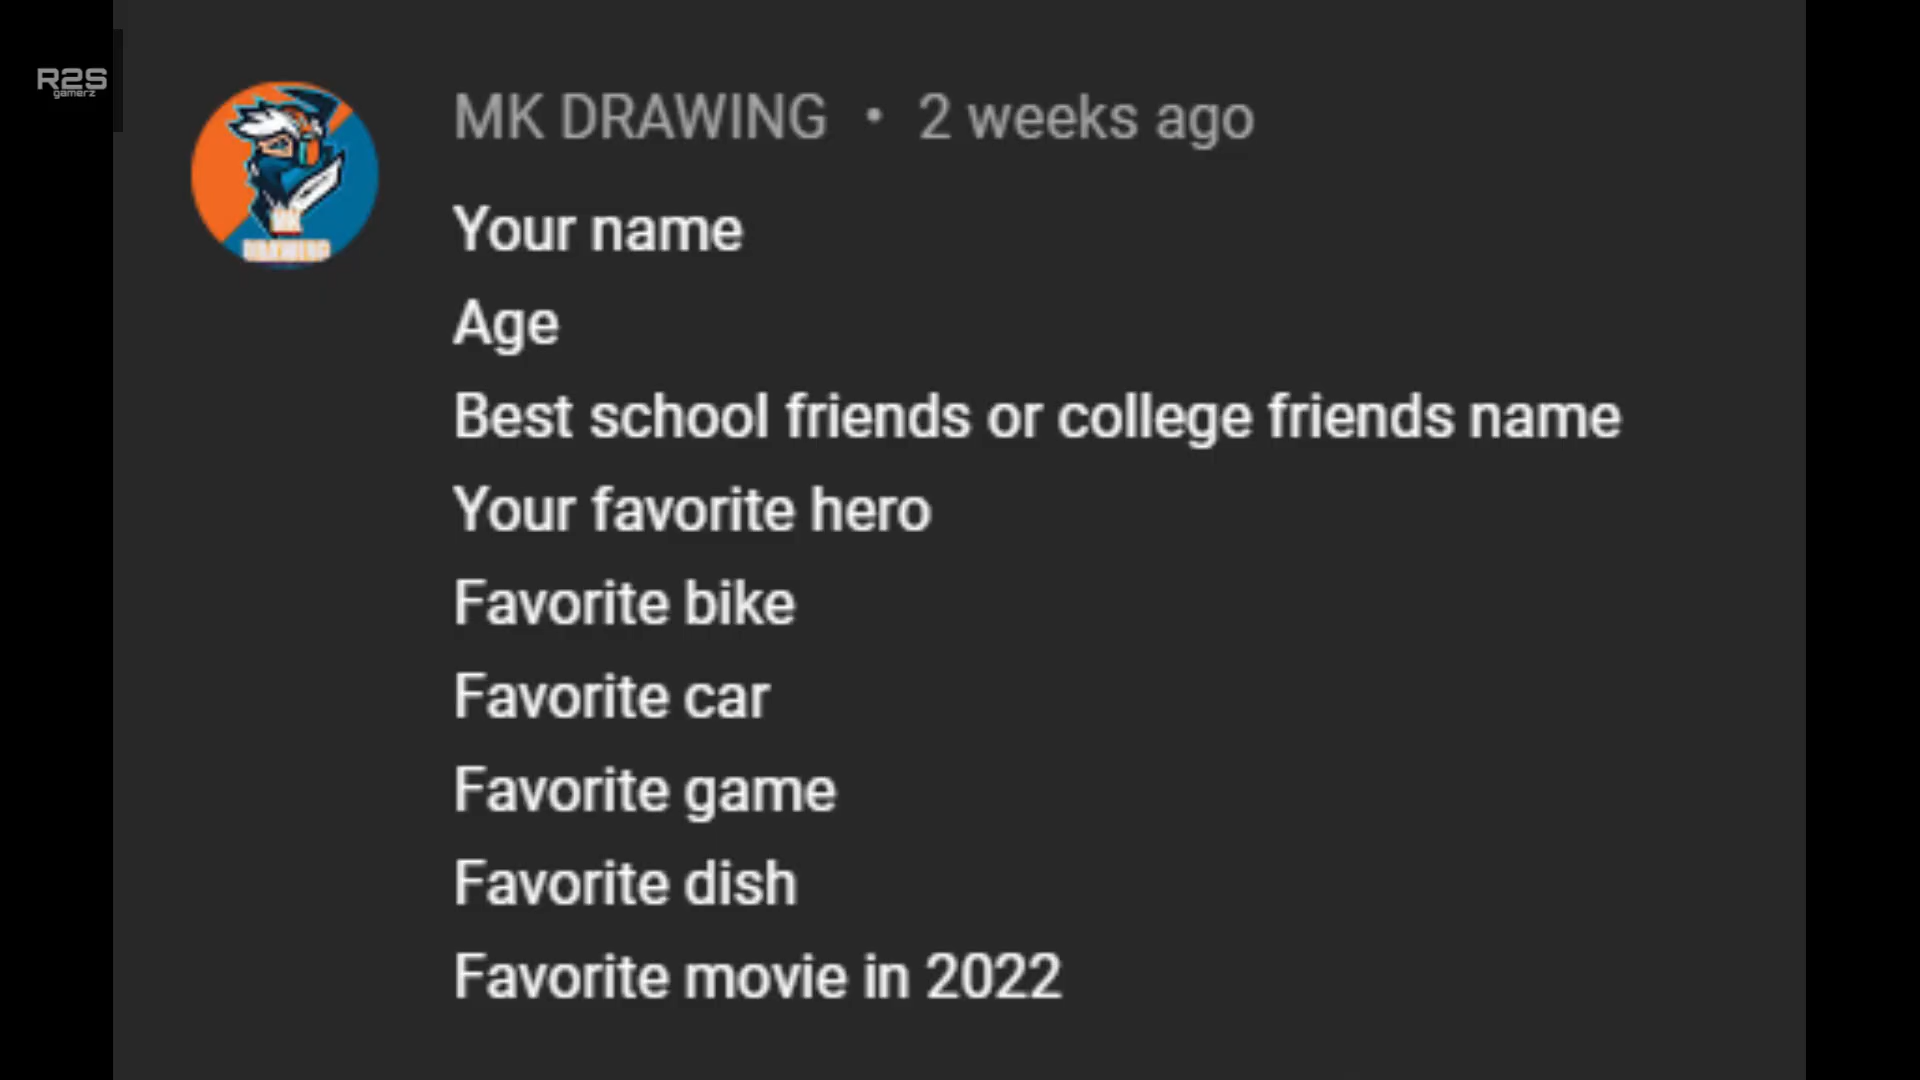 R2S
gamerz
MK DRAWING • 2 weeks ago
Your name
Age
Best school friends or college friends name
Your favorite hero
Favorite bike
Favorite car
Favorite game
Favorite dish
Favorite movie in 2022